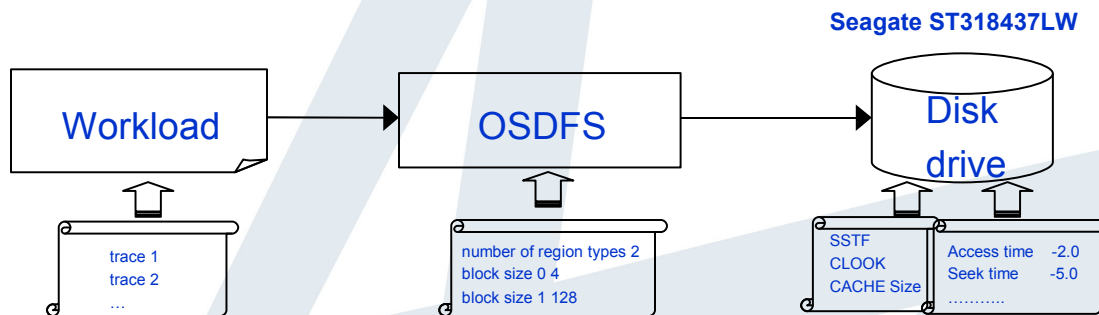 Seagate ST318437LW
Workload
OSDFS
Disk
drive
trace 1
trace 2
…
number of region types 2
block size 0 4
block size 1 128
SSTF
CLOOK
CACHE Size
Access time -2.0
Seek time -5.0
………..